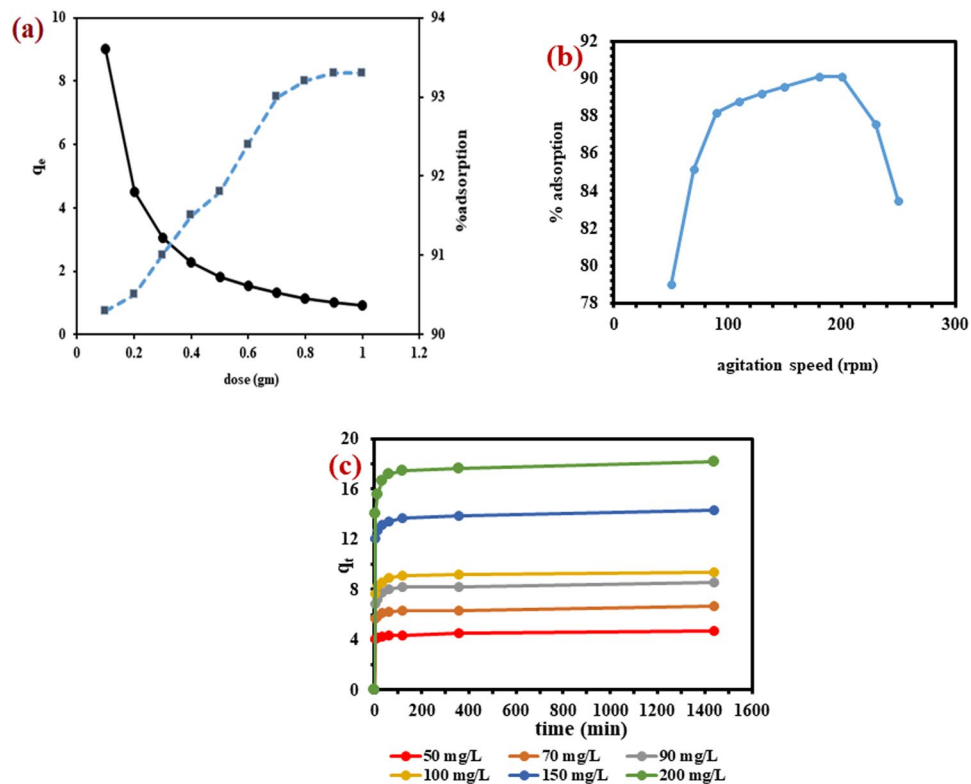 (a)
10
8
6
4
2
0
q_e
94
93
92
91
90
%adsorption
0 0.2 0.4 0.6 0.8 1 1.2
dose (gm)
(b)
92
90
88
86
84
82
80
78
% adsorption
0 100 200 300
agitation speed (rpm)
(c)
20
16
12
8
4
0
q_t
0 200 400 600 800 1000 1200 1400 1600
time (min)
50 mg/L 70 mg/L 90 mg/L
100 mg/L 150 mg/L 200 mg/L